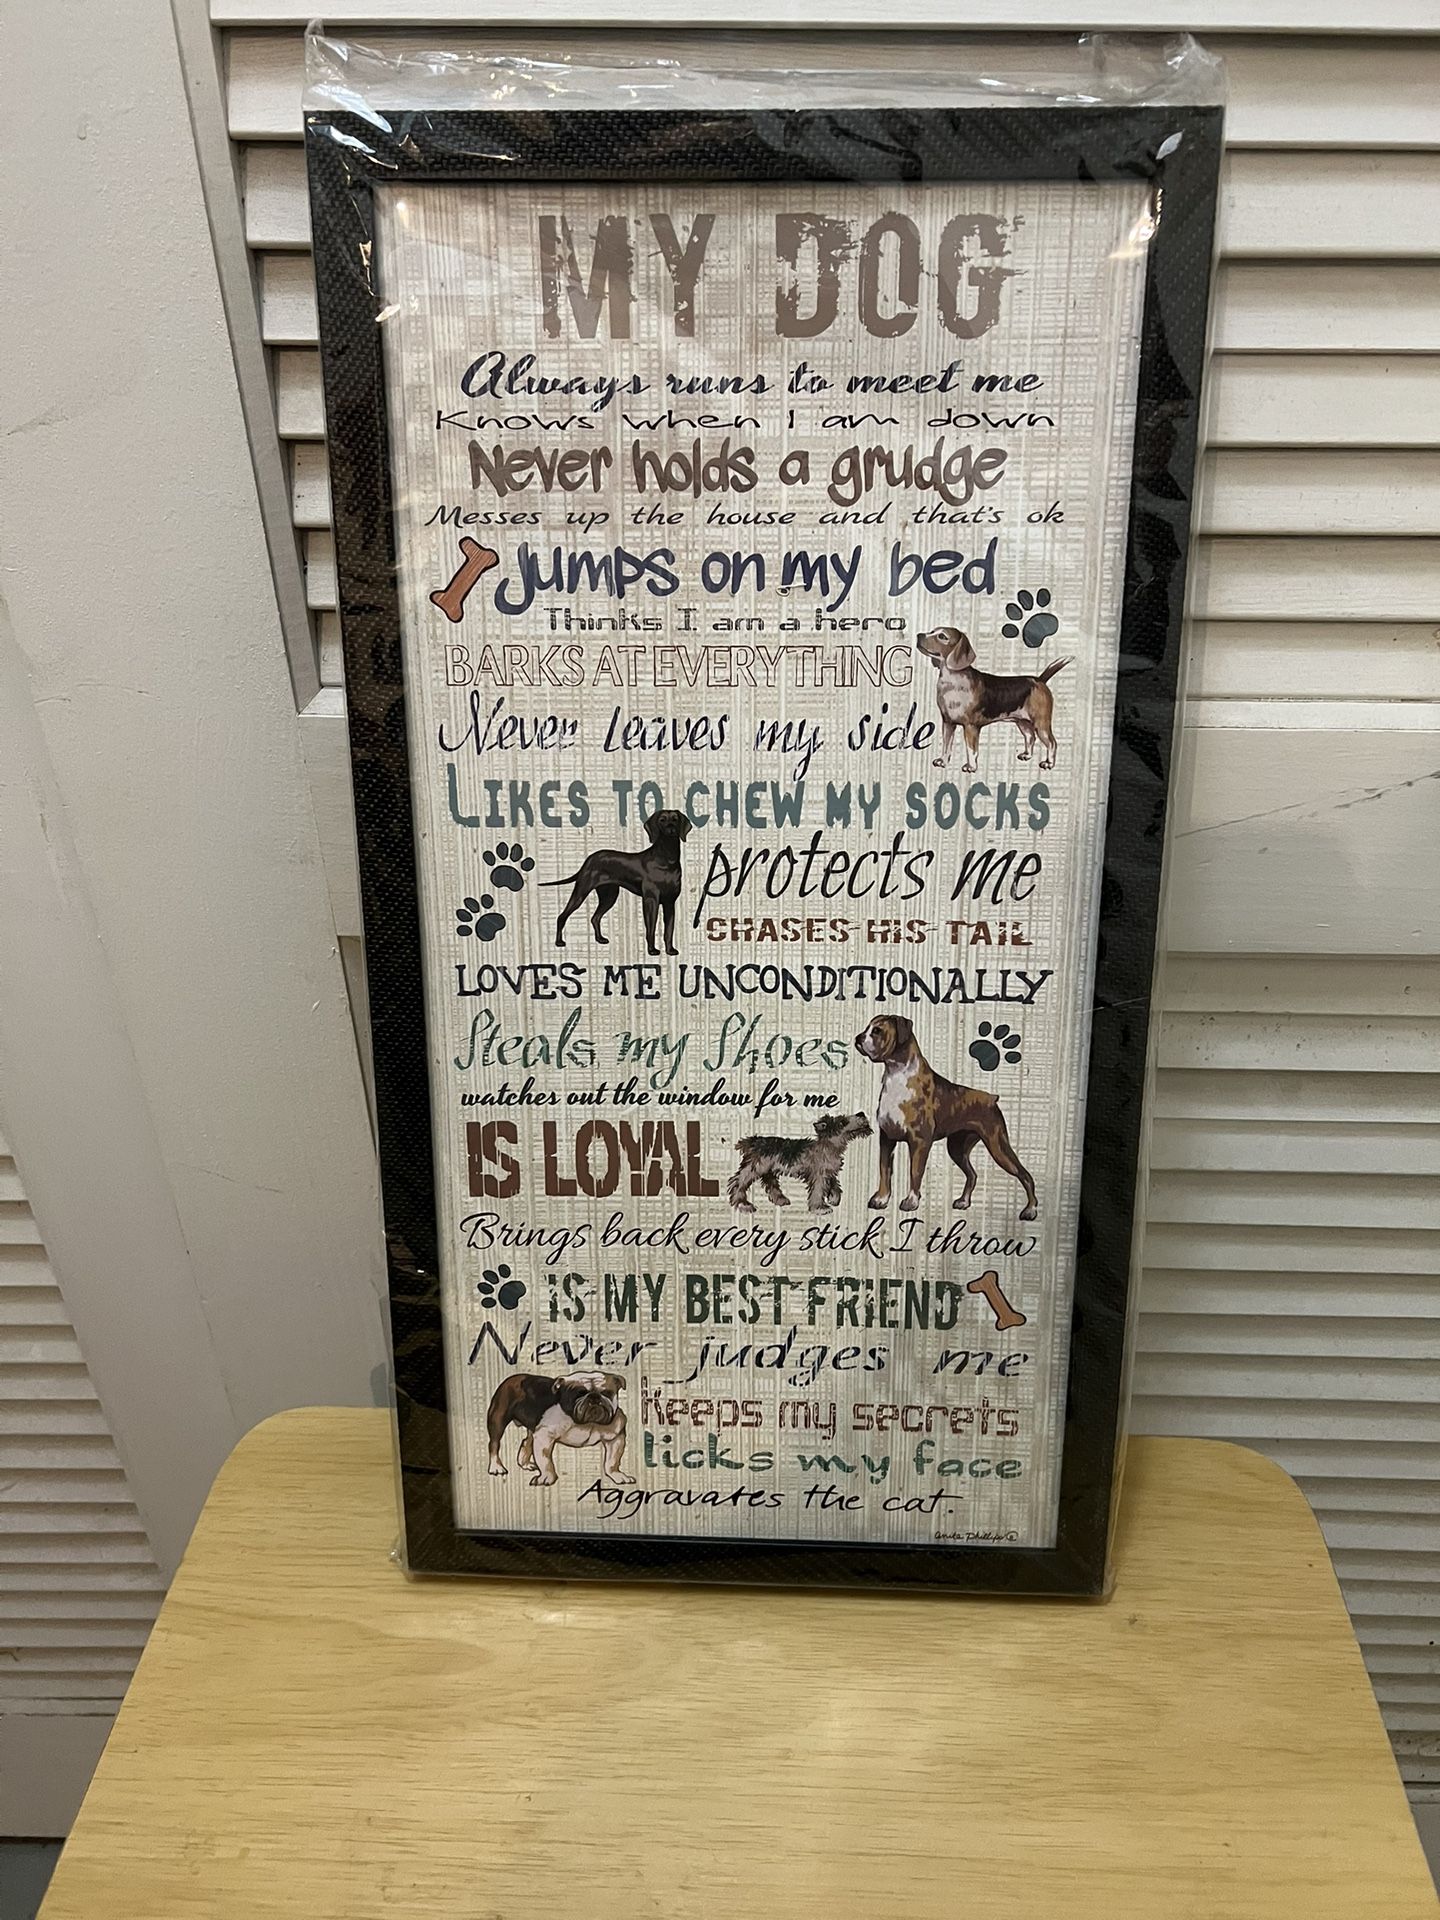 MY DOG
Always runs to meet me
Knows when I am down
Never holds a grudge
Messes up the house and that's ok
Jumps on my bed
Thinks I am a hero
BARKS AT EVERYTHING
Never leaves my side
LIKES TO CHEW MY SOCKS
protects me
CHASES HIS TAIL
LOVES ME UNCONDITIONALLY
Steals my Shoes
watches out the window for me
IS LOYAL
Brings back every stick I throw
IS MY BEST FRIEND
Never judges me
Keeps my secrets
licks my face
Aggravates the cat.
Anita Phillips ©